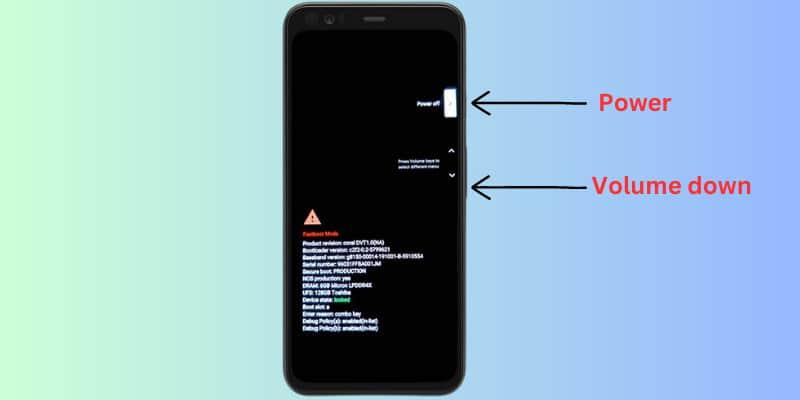 Power off
Power
Press Volume keys to
select different menu
Volume down
Fastboot Mode
Product revision: coral DVT1.0(NA)
Bootloader version: c2f2-0.2-5799621
Baseband version: g8150-00014-191001-B-5910554
Serial number: 96031FFBA001JM
Secure boot: PRODUCTION
NOS production: yes
DRAM: 6GB Micron LPDDR4X
UFS: 128GB Toshiba
Device state: locked
Boot slot: a
Enter reason: combo key
Debug Policy(a): enabled(in-list)
Debug Policy(b): enabled(in-list)